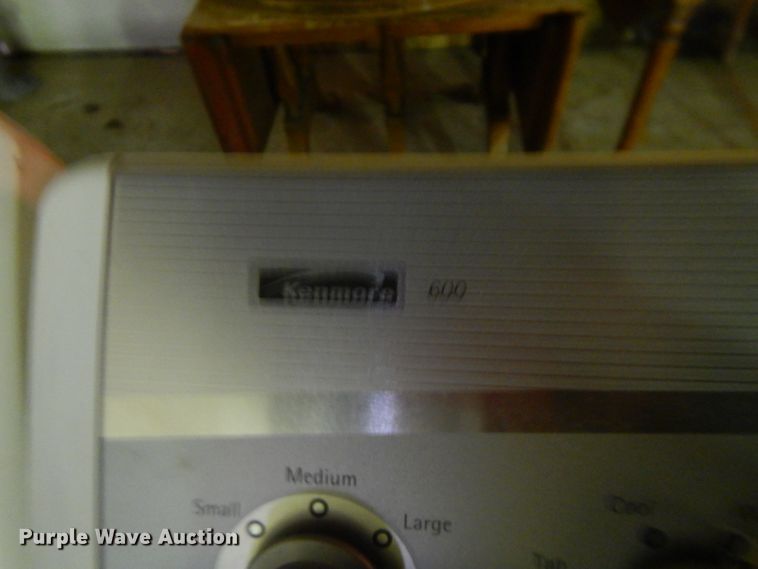 Kenmore 600
Medium
Small
Large
Cool
Purple Wave Auction